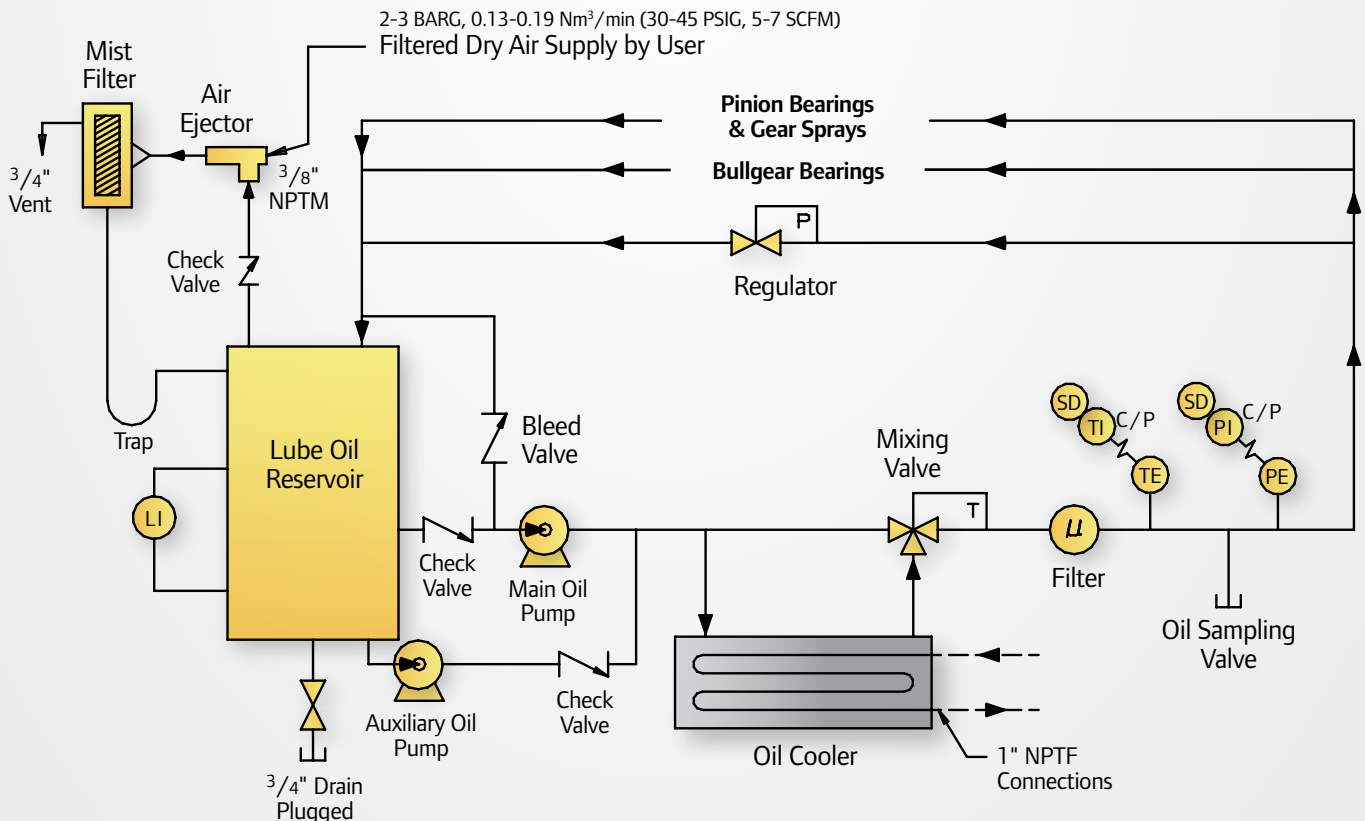 2-3 BARG, 0.13-0.19 Nm³/min (30-45 PSIG, 5-7 SCFM)
Filtered Dry Air Supply by User
Mist
Filter
Air
Ejector
3/4"
Vent
3/8"
NPTM
Pinion Bearings
& Gear Sprays
Bullgear Bearings
P
Regulator
Check
Valve
Trap
Lube Oil
Reservoir
LI
Bleed
Valve
Check
Valve
Main Oil
Pump
Mixing
Valve
T
SD
TI
C/P
TE
SD
PI
C/P
PE
μ
Filter
Oil Sampling
Valve
Auxiliary Oil
Pump
Check
Valve
Oil Cooler
1" NPTF
Connections
3/4" Drain
Plugged